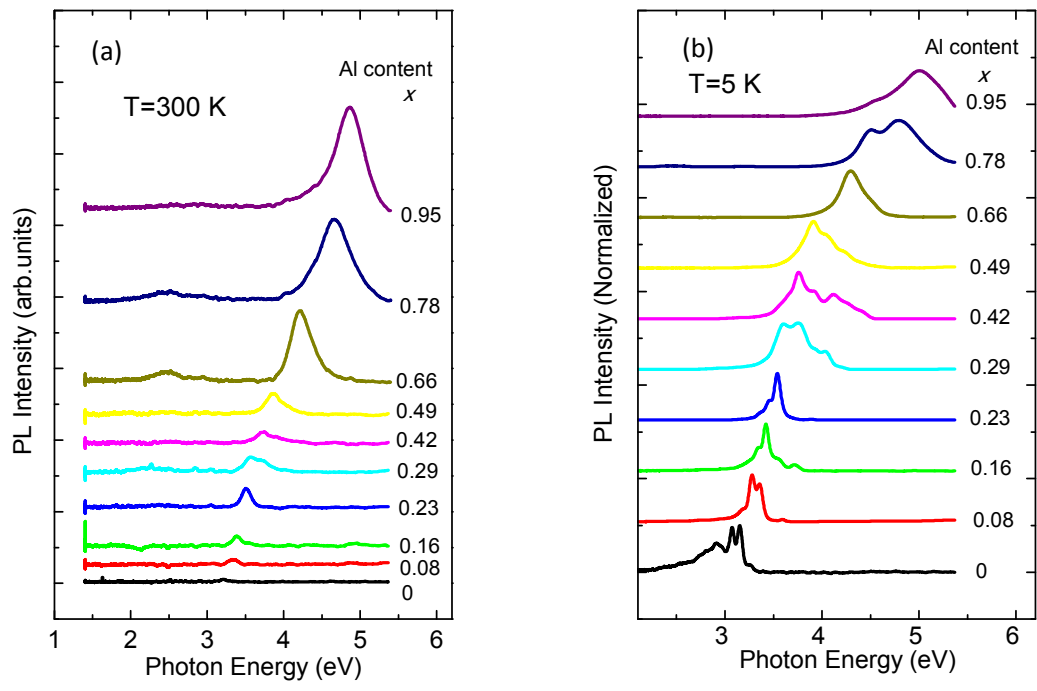 (a)
Al content
x
T=300 K
0.95
0.78
0.66
0.49
0.42
0.29
0.23
0.16
0.08
0
PL Intensity (arb.units)
1 2 3 4 5 6
Photon Energy (eV)
(b)
Al content
x
T=5 K
0.95
0.78
0.66
0.49
0.42
0.29
0.23
0.16
0.08
0
PL Intensity (Normalized)
3 4 5 6
Photon Energy (eV)